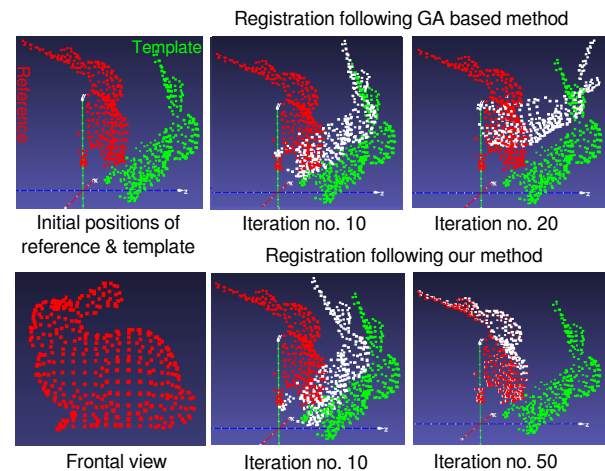 Registration following GA based method
Template
Reference
z
z
z
Initial positions of
reference & template
Iteration no. 10
Iteration no. 20
Registration following our method
z
z
Frontal view
Iteration no. 10
Iteration no. 50